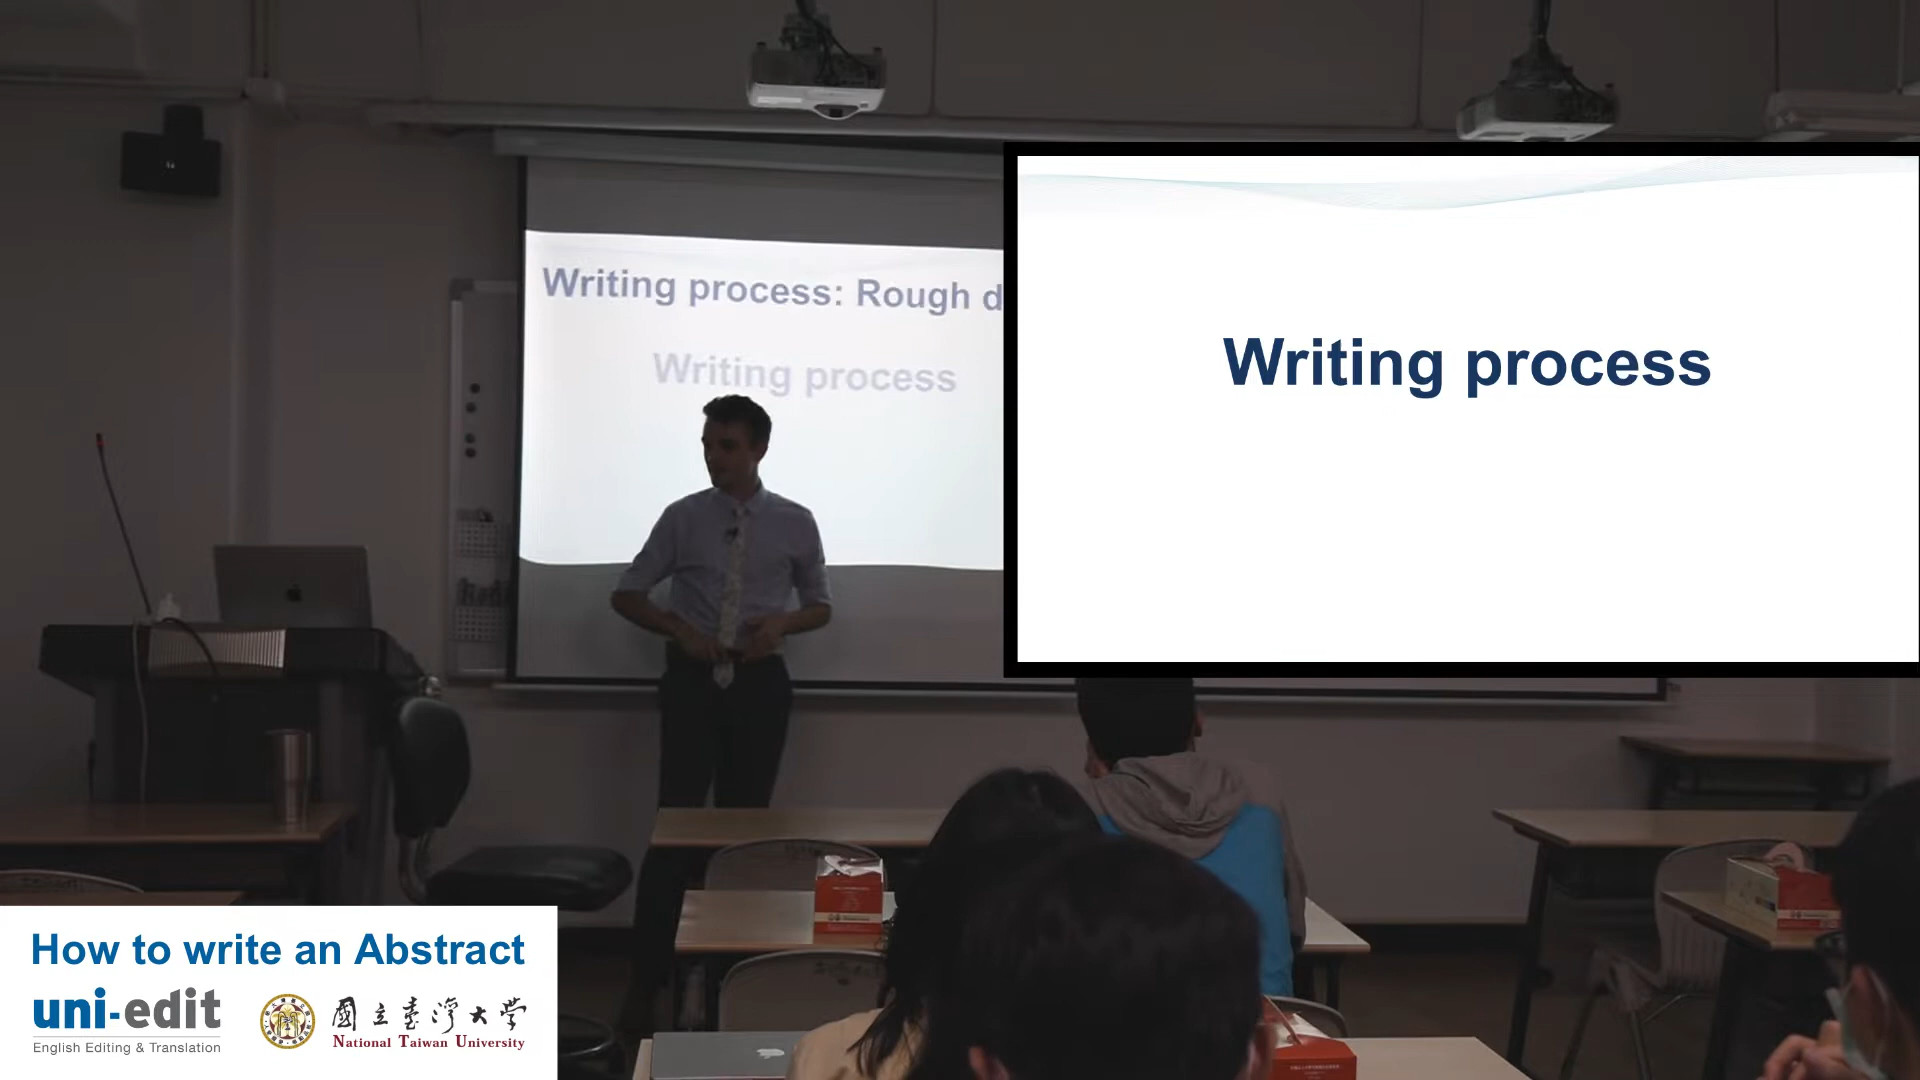 Writing process: Rough d
Writing process
Writing process
How to write an Abstract
uni-edit
English Editing & Translation
國立臺灣大學
National Taiwan University